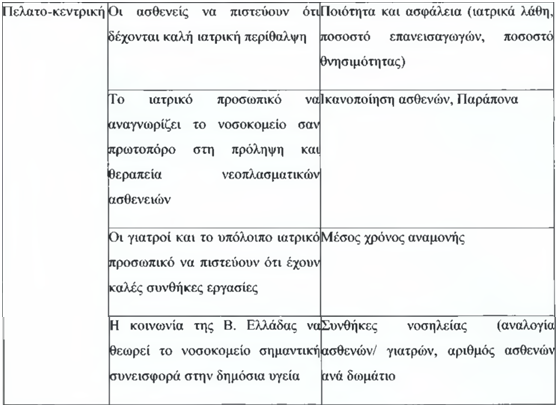 Πελατο-κεντρική
Οι ασθενείς να πιστεύουν ότι
δέχονται καλή ιατρική περίθαλψη
Ποιότητα και ασφάλεια (ιατρικά λάθη,
ποσοστό επανεισαγωγών, ποσοστό
θνησιμότητας)
Το ιατρικό προσωπικό να
αναγνωρίζει το νοσοκομείο σαν
πρωτοπόρο στη πρόληψη και
θεραπεία νεοπλασματικών
ασθενειών
Ικανοποίηση ασθενών, Παράπονα
Οι γιατροί και το υπόλοιπο ιατρικό
προσωπικό να πιστεύουν ότι έχουν
καλές συνθήκες εργασίες
Μέσος χρόνος αναμονής
Η κοινωνία της Β. Ελλάδας να
θεωρεί το νοσοκομείο σημαντική
συνεισφορά στην δημόσια υγεία
Συνθήκες νοσηλείας (αναλογία
ασθενών/ γιατρών, αριθμός ασθενών
ανά δωμάτιο